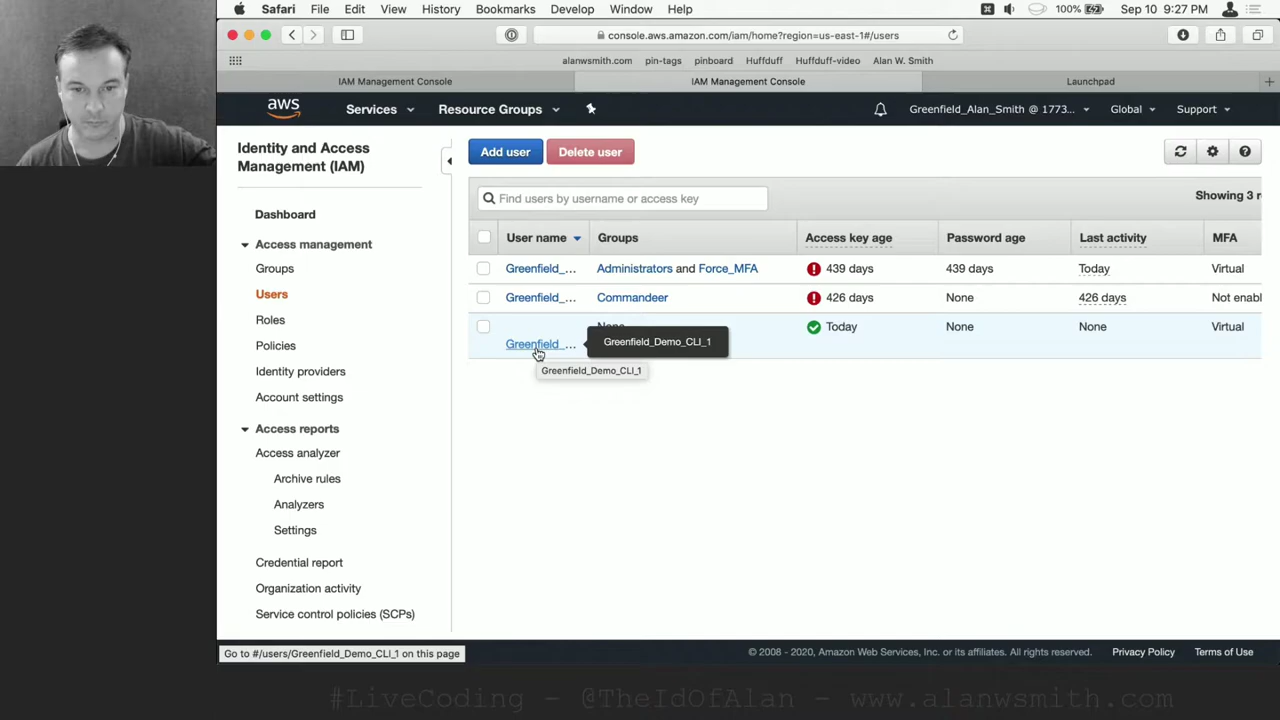 Safari File Edit View History Bookmarks Develop Window Help 100% Sep 10 9:27 PM
console.aws.amazon.com/iam/home?region=us-east-1#/users
alanwsmith.com pin-tags pinboard Huffduff Huffduff-video Alan W. Smith
IAM Management Console IAM Management Console Launchpad
aws Services Resource Groups Greenfield_Alan_Smith @ 1773... Global Support
Identity and Access
Management (IAM)
Dashboard
Access management
Groups
Users
Roles
Policies
Identity providers
Account settings
Access reports
Access analyzer
Archive rules
Analyzers
Settings
Credential report
Organization activity
Service control policies (SCPs)
Add user Delete user
Find users by username or access key
Showing 3 r
User name Groups Access key age Password age Last activity MFA
Greenfield_... Administrators and Force_MFA 439 days 439 days Today Virtual
Greenfield_... Commandeer 426 days None 426 days Not enabl
None Today None None Virtual
Greenfield_... Greenfield_Demo_CLI_1
Greenfield_Demo_CLI_1
Go to #/users/Greenfield_Demo_CLI_1 on this page
© 2008 - 2020, Amazon Web Services, Inc. or its affiliates. All rights reserved. Privacy Policy Terms of Use
#LiveCoding - @TheIdOfAlan - www.alanwsmith.com